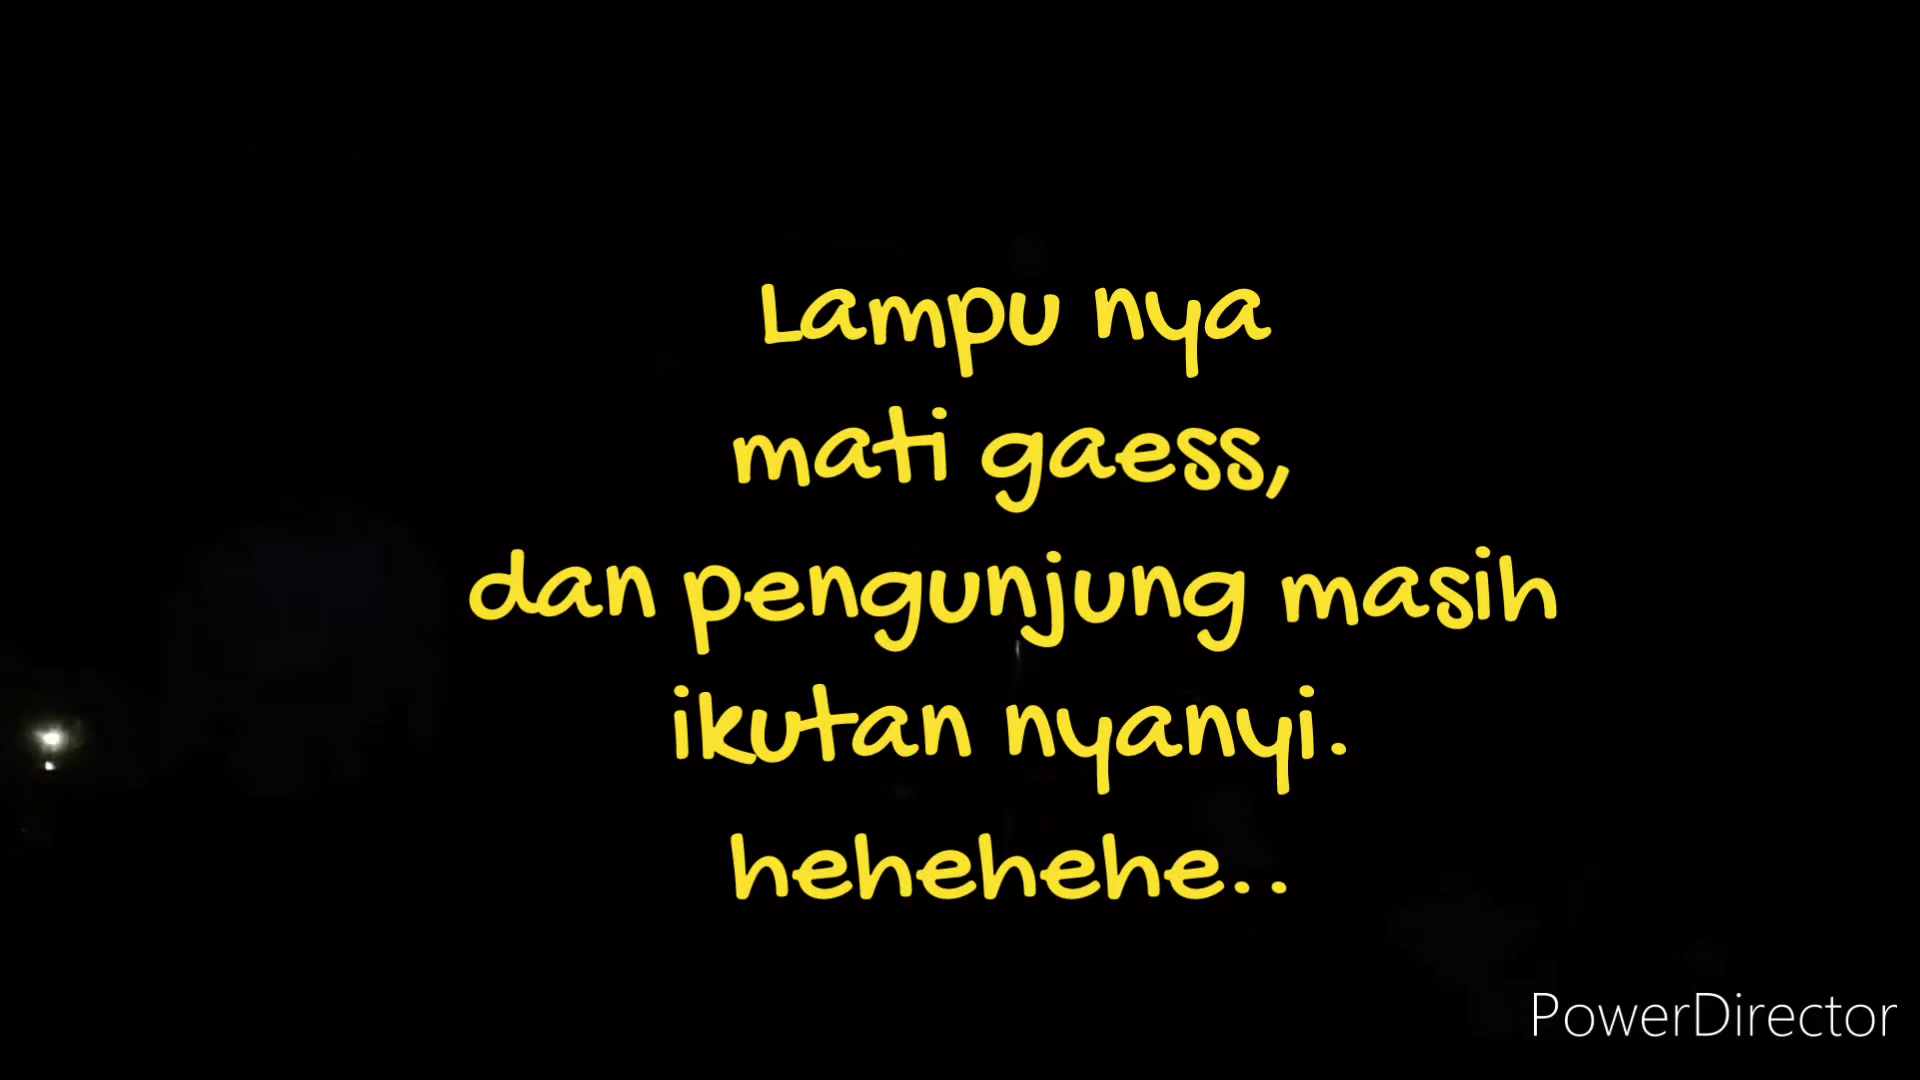 Lampu nya
mati gaess,
dan pengunjung masih
ikutan nyanyi.
hehehehe..
PowerDirector